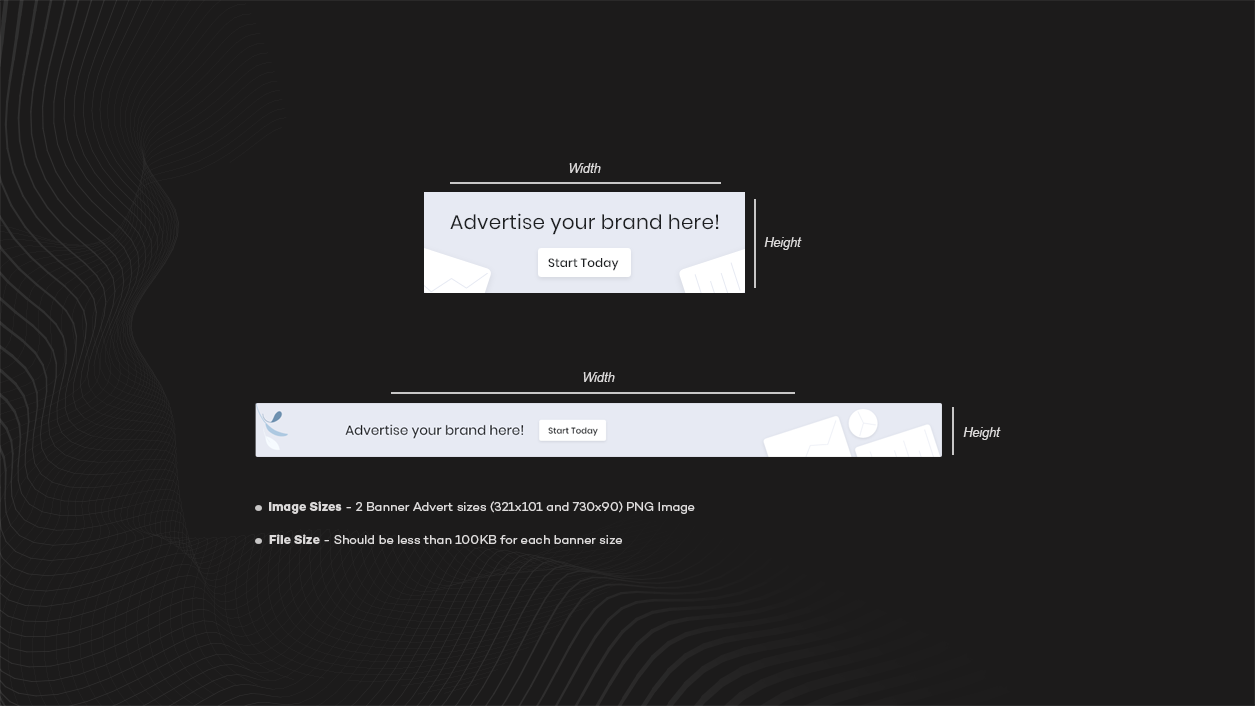 Width
Advertise your brand here!
Start Today
Height
Width
Advertise your brand here! Start Today
Height
Image Sizes - 2 Banner Advert sizes (321x101 and 730x90) PNG Image
File Size - Should be less than 100KB for each banner size